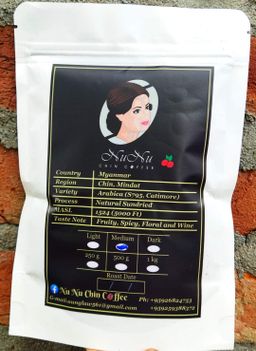 NuNu
CHIN COFFEE
Country Myanmar
Region Chin, Mindat
Variety Arabica (S795, Catimore)
Process Natural Sundried
MASL 1524 (5000 Ft)
Taste Note Fruity, Spicy, Floral and Wine
Light Medium Dark
250 g 500 g 1 kg
Roast Date
/ /
Nu Nu Chin Coffee
Ph: +95926824753